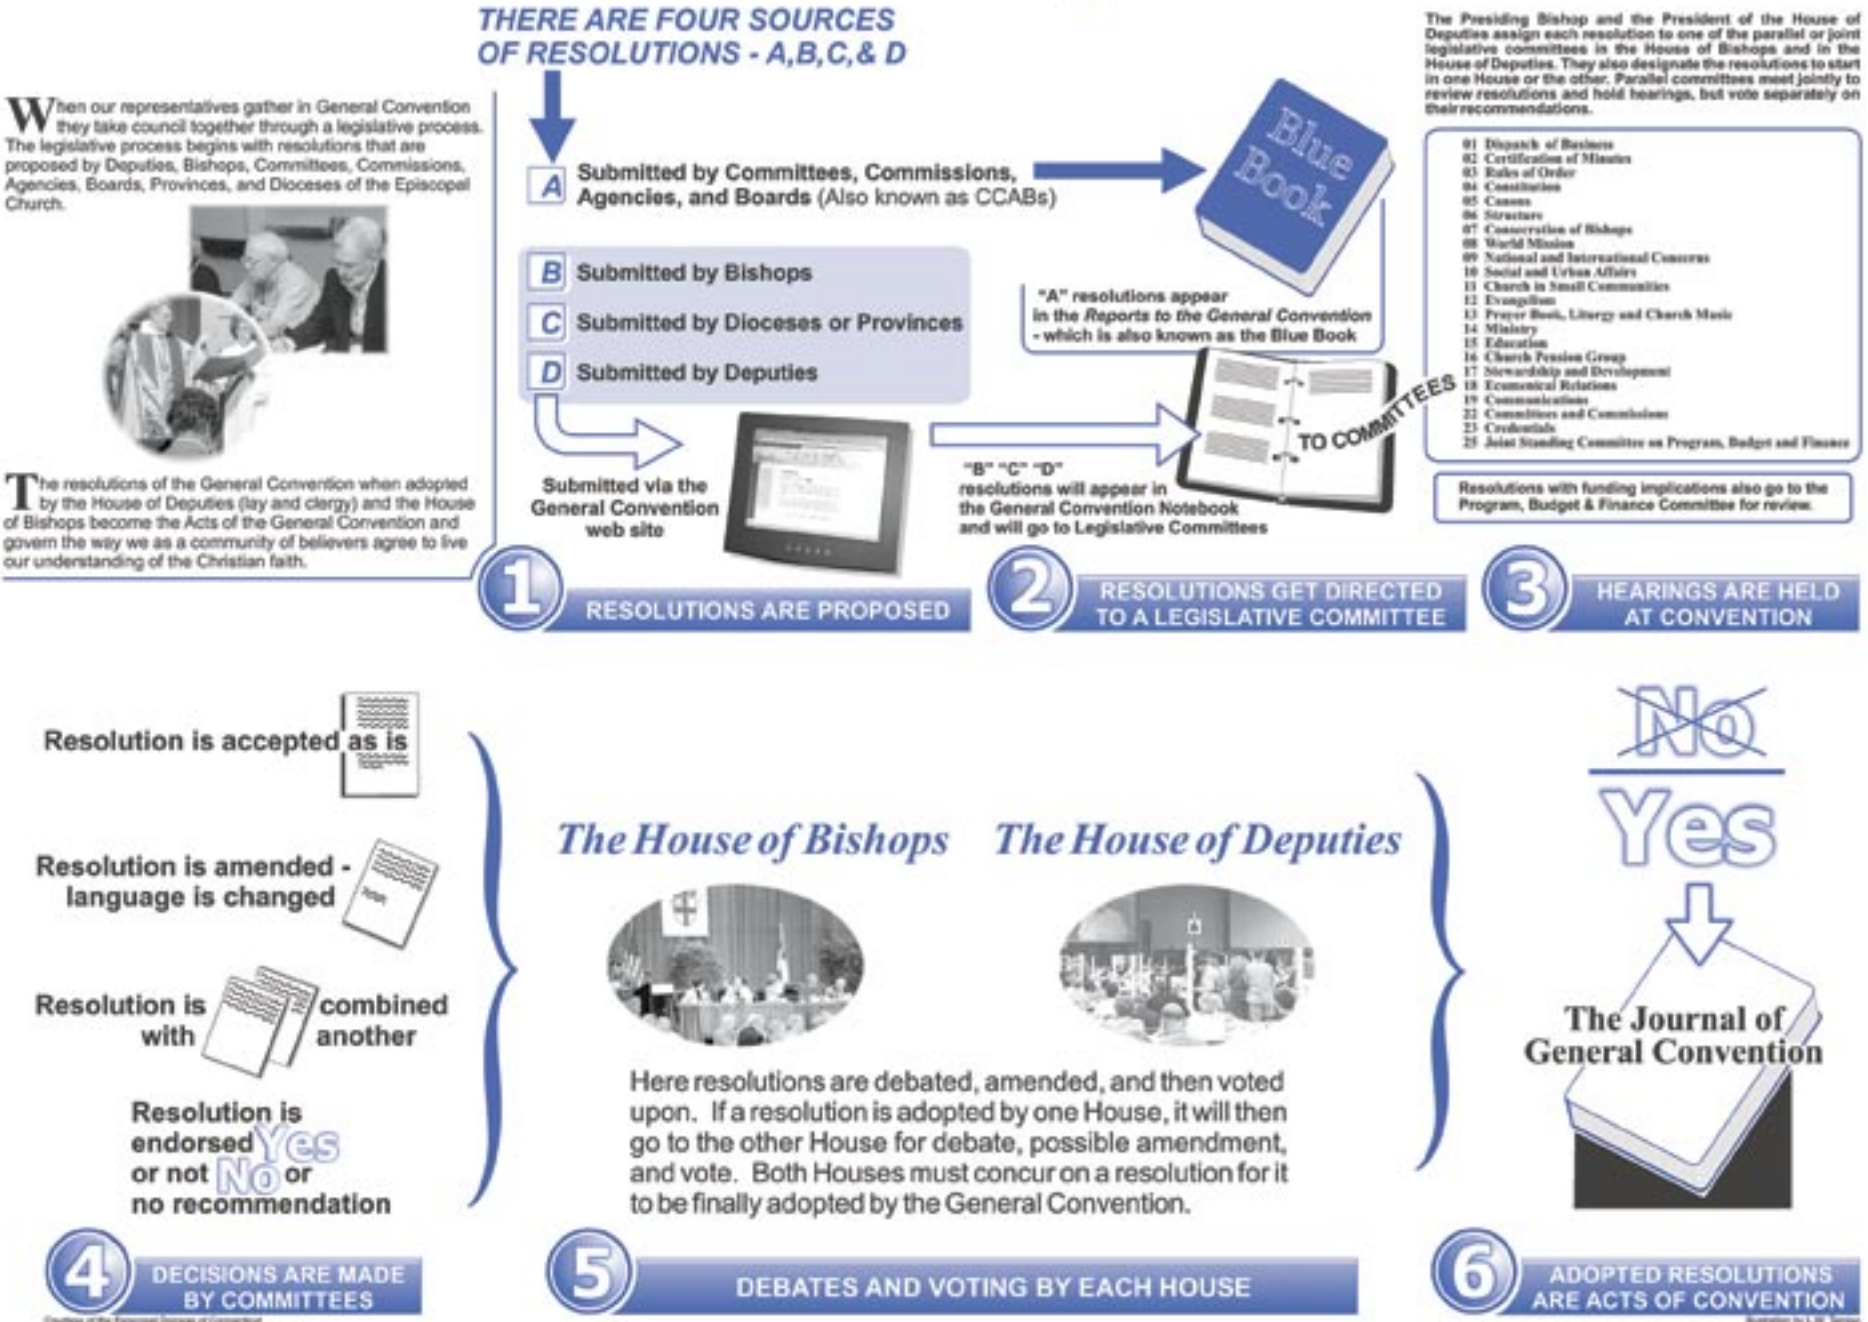 THERE ARE FOUR SOURCES
OF RESOLUTIONS - A,B,C,& D
When our representatives gather in General Convention
they take council together through a legislative process.
The legislative process begins with resolutions that are
proposed by Deputies, Bishops, Committees, Commissions,
Agencies, Boards, Provinces, and Dioceses of the Episcopal
Church.
The resolutions of the General Convention when adopted
by the House of Deputies (lay and clergy) and the House
of Bishops become the Acts of the General Convention and
govern the way we as a community of believers agree to live
our understanding of the Christian faith.
A Submitted by Committees, Commissions,
Agencies, and Boards (Also known as CCABs)
B Submitted by Bishops
C Submitted by Dioceses or Provinces
D Submitted by Deputies
Submitted via the
General Convention
web site
1 RESOLUTIONS ARE PROPOSED
Blue
Book
"A" resolutions appear
in the Reports to the General Convention
- which is also known as the Blue Book
TO COMMITTEES
"B" "C" "D"
resolutions will appear in
the General Convention Notebook
and will go to Legislative Committees
2 RESOLUTIONS GET DIRECTED
TO A LEGISLATIVE COMMITTEE
The Presiding Bishop and the President of the House of
Deputies assign each resolution to one of the parallel or joint
legislative committees in the House of Bishops and in the
House of Deputies. They also designate the resolutions to start
in one House or the other. Parallel committees meet jointly to
review resolutions and hold hearings, but vote separately on
their recommendations.
01 Dispatch of Business
02 Certification of Minutes
03 Rules of Order
04 Constitution
05 Canons
06 Structure
07 Consecration of Bishops
08 World Mission
09 National and International Concerns
10 Social and Urban Affairs
11 Church in Small Communities
12 Evangelism
13 Prayer Book, Liturgy and Church Music
14 Ministry
15 Education
16 Church Pension Group
17 Stewardship and Development
18 Ecumenical Relations
19 Communications
22 Committees and Commissions
23 Credentials
25 Joint Standing Committee on Program, Budget and Finance
Resolutions with funding implications also go to the
Program, Budget & Finance Committee for review.
3 HEARINGS ARE HELD
AT CONVENTION
Resolution is accepted as is
Resolution is amended -
language is changed
Resolution is combined
with another
Resolution is
endorsed Yes
or not No or
no recommendation
4 DECISIONS ARE MADE
BY COMMITTEES
Courtesy of the Episcopal Diocese of Connecticut
The House of Bishops The House of Deputies
Here resolutions are debated, amended, and then voted
upon. If a resolution is adopted by one House, it will then
go to the other House for debate, possible amendment,
and vote. Both Houses must concur on a resolution for it
to be finally adopted by the General Convention.
5 DEBATES AND VOTING BY EACH HOUSE
No
Yes
The Journal of
General Convention
6 ADOPTED RESOLUTIONS
ARE ACTS OF CONVENTION
Illustration by